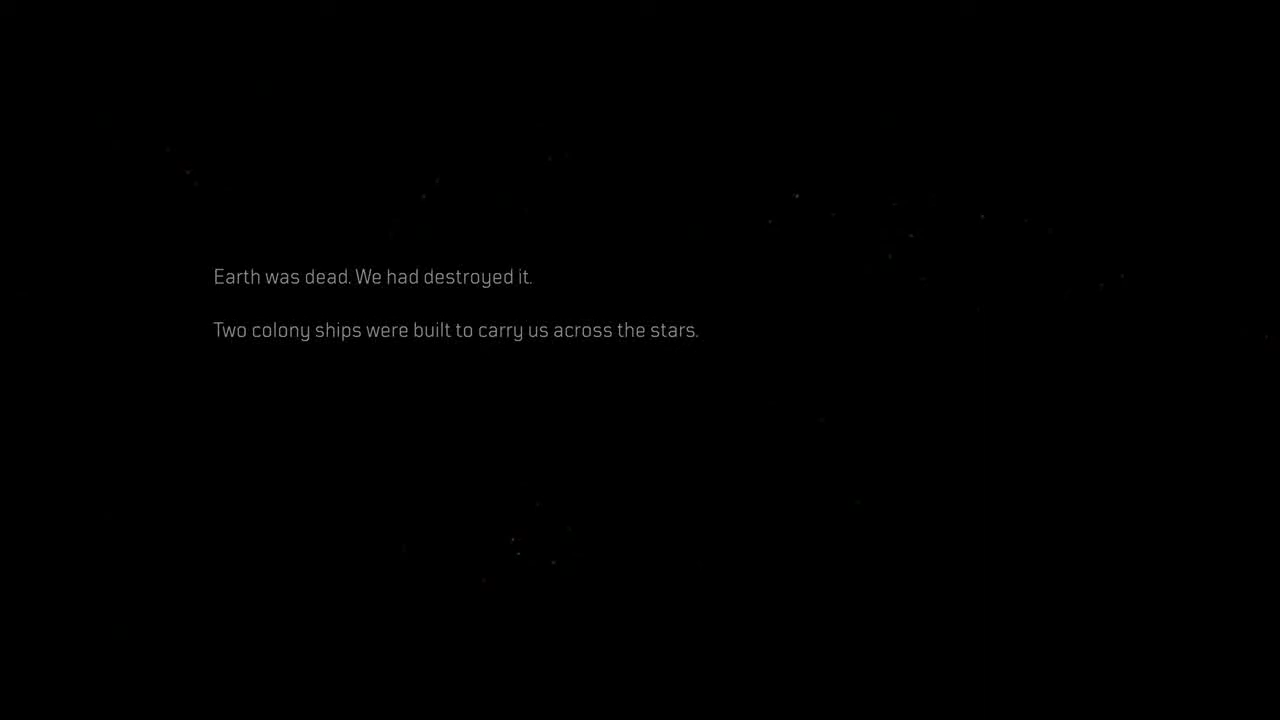 Earth was dead. We had destroyed it.
Two colony ships were built to carry us across the stars.